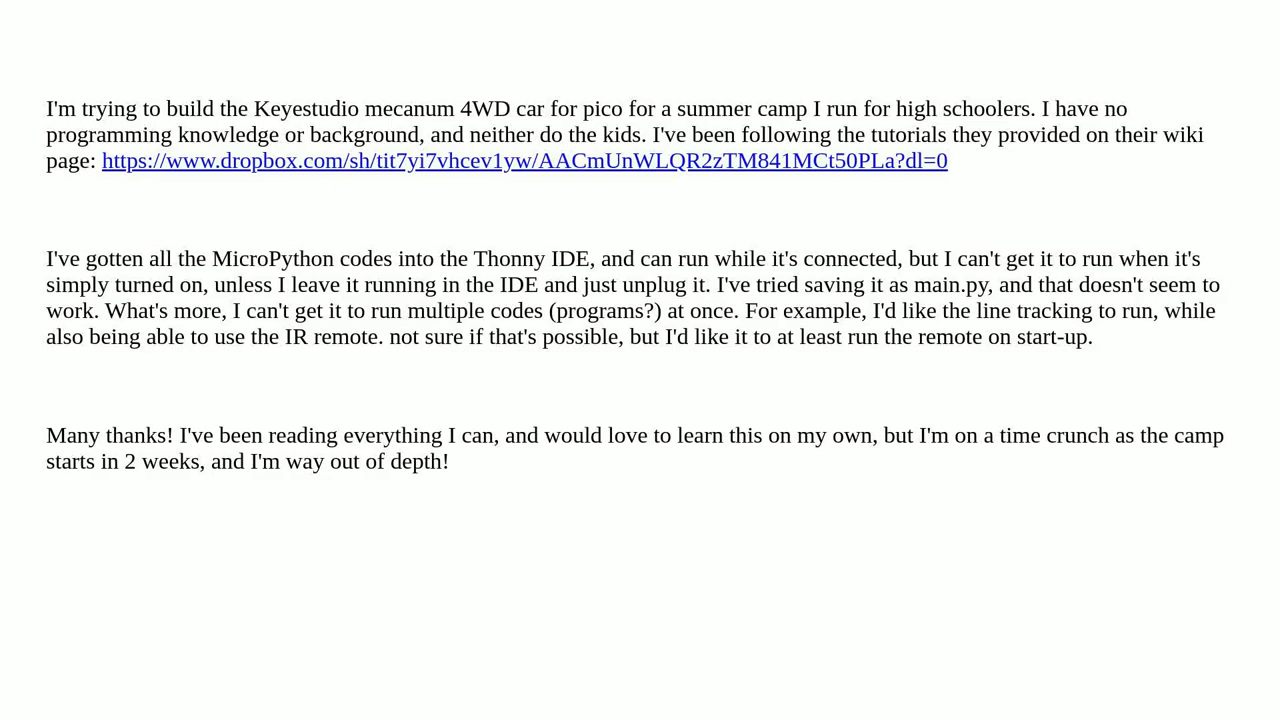 I'm trying to build the Keyestudio mecanum 4WD car for pico for a summer camp I run for high schoolers. I have no
programming knowledge or background, and neither do the kids. I've been following the tutorials they provided on their wiki
page: https://www.dropbox.com/sh/tit7yi7vhcev1yw/AACmUnWLQR2zTM841MCt50PLa?dl=0
I've gotten all the MicroPython codes into the Thonny IDE, and can run while it's connected, but I can't get it to run when it's
simply turned on, unless I leave it running in the IDE and just unplug it. I've tried saving it as main.py, and that doesn't seem to
work. What's more, I can't get it to run multiple codes (programs?) at once. For example, I'd like the line tracking to run, while
also being able to use the IR remote. not sure if that's possible, but I'd like it to at least run the remote on start-up.
Many thanks! I've been reading everything I can, and would love to learn this on my own, but I'm on a time crunch as the camp
starts in 2 weeks, and I'm way out of depth!